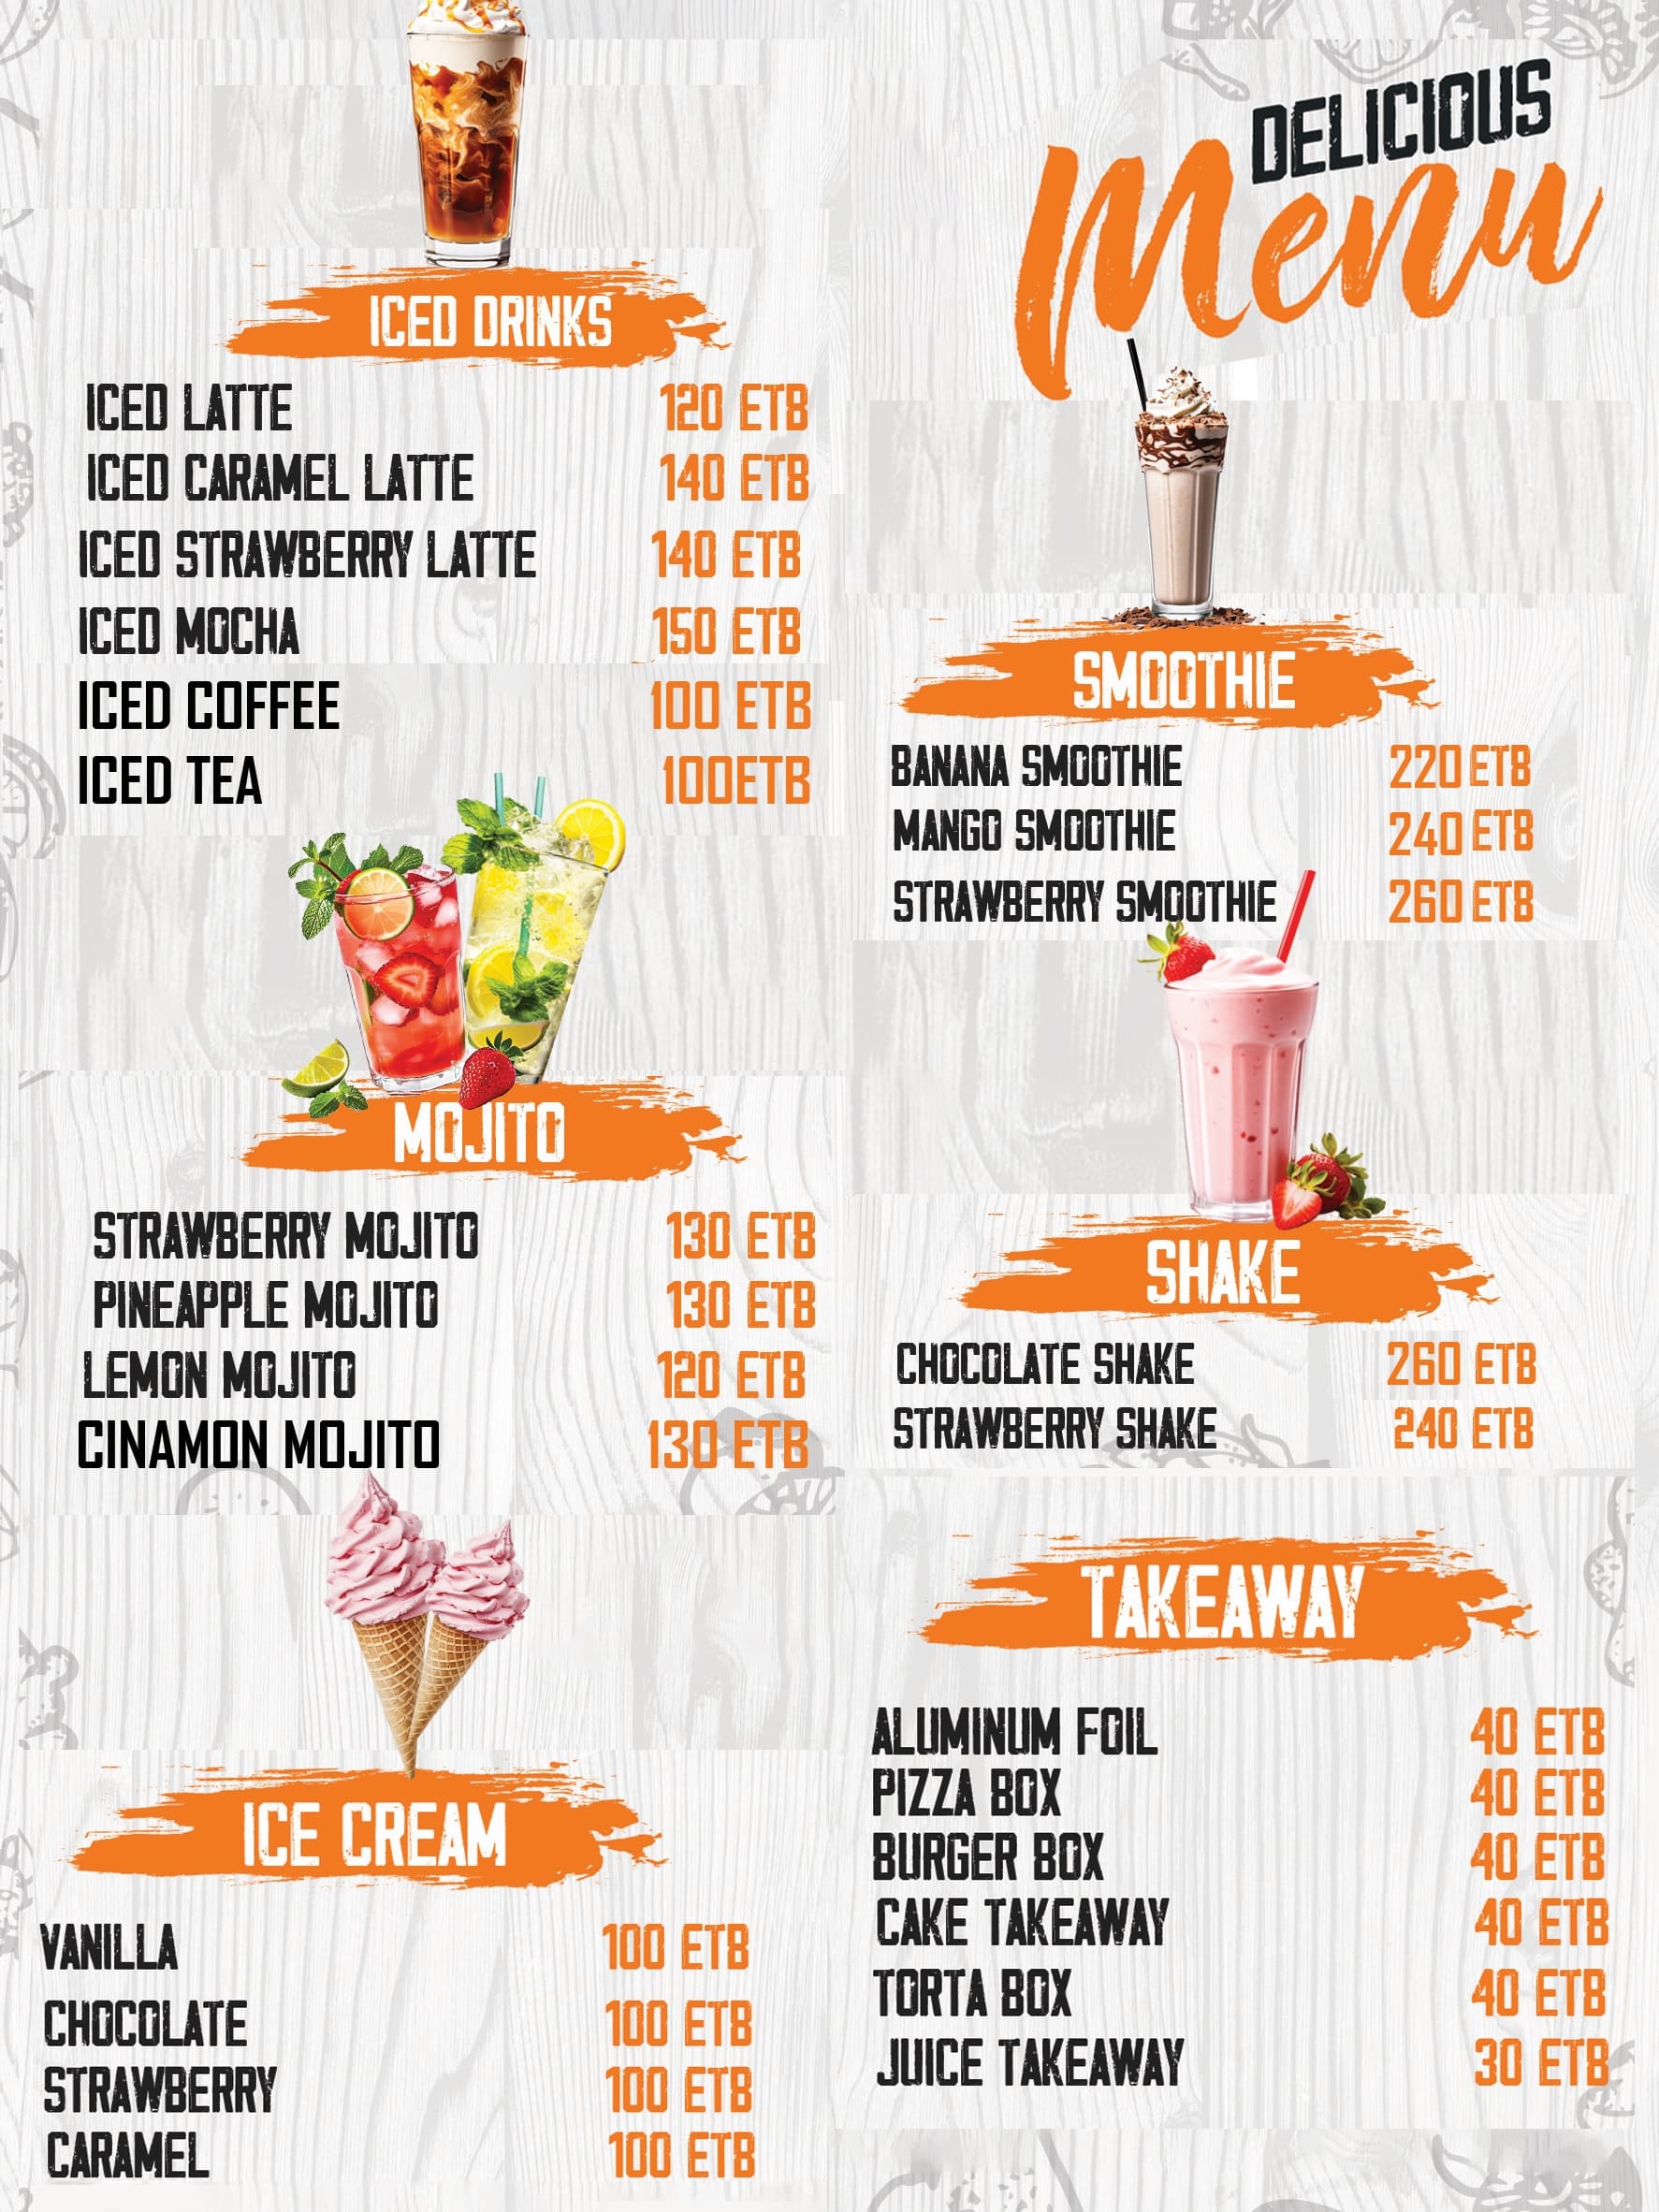 ICED DRINKS
ICED LATTE 120 ETB
ICED CARAMEL LATTE 140 ETB
ICED STRAWBERRY LATTE 140 ETB
ICED MOCHA 150 ETB
ICED COFFEE 100 ETB
ICED TEA 100ETB
MOJITO
STRAWBERRY MOJITO 130 ETB
PINEAPPLE MOJITO 130 ETB
LEMON MOJITO 120 ETB
CINAMON MOJITO 130 ETB
ICE CREAM
VANILLA 100 ETB
CHOCOLATE 100 ETB
STRAWBERRY 100 ETB
CARAMEL 100 ETB
DELICIOUS
Menu
SMOOTHIE
BANANA SMOOTHIE 220 ETB
MANGO SMOOTHIE 240 ETB
STRAWBERRY SMOOTHIE 260 ETB
SHAKE
CHOCOLATE SHAKE 260 ETB
STRAWBERRY SHAKE 240 ETB
TAKEAWAY
ALUMINUM FOIL 40 ETB
PIZZA BOX 40 ETB
BURGER BOX 40 ETB
CAKE TAKEAWAY 40 ETB
TORTA BOX 40 ETB
JUICE TAKEAWAY 30 ETB